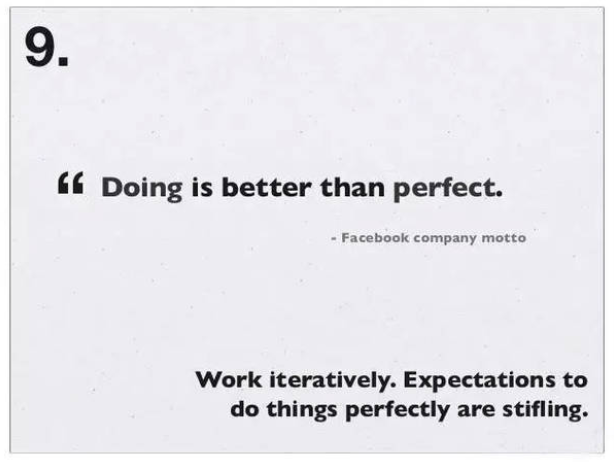 9.
“ Doing is better than perfect.
- Facebook company motto
Work iteratively. Expectations to
do things perfectly are stifling.